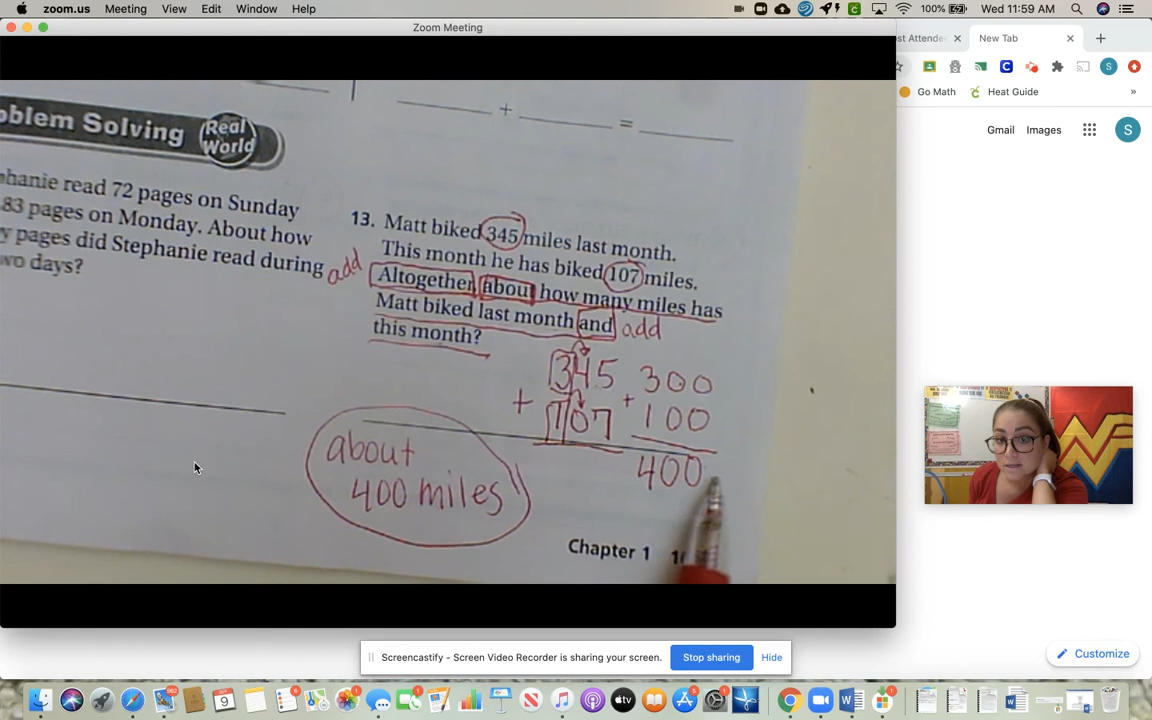 zoom.us Meeting View Edit Window Help
100% Wed 11:59 AM
Zoom Meeting
st Attende
New Tab
Go Math
Heat Guide
»
Gmail Images
S
S
oblem Solving Real World
phanie read 72 pages on Sunday
83 pages on Monday. About how
y pages did Stephanie read during
wo days?
+ =
13. Matt biked 345 miles last month.
This month he has biked 107 miles.
add Altogether, about how many miles has
Matt biked last month and add
this month?
345 300
+ 107 + 100
400
about
400 miles
Chapter 1
Screencastify - Screen Video Recorder is sharing your screen. Stop sharing Hide
Customize